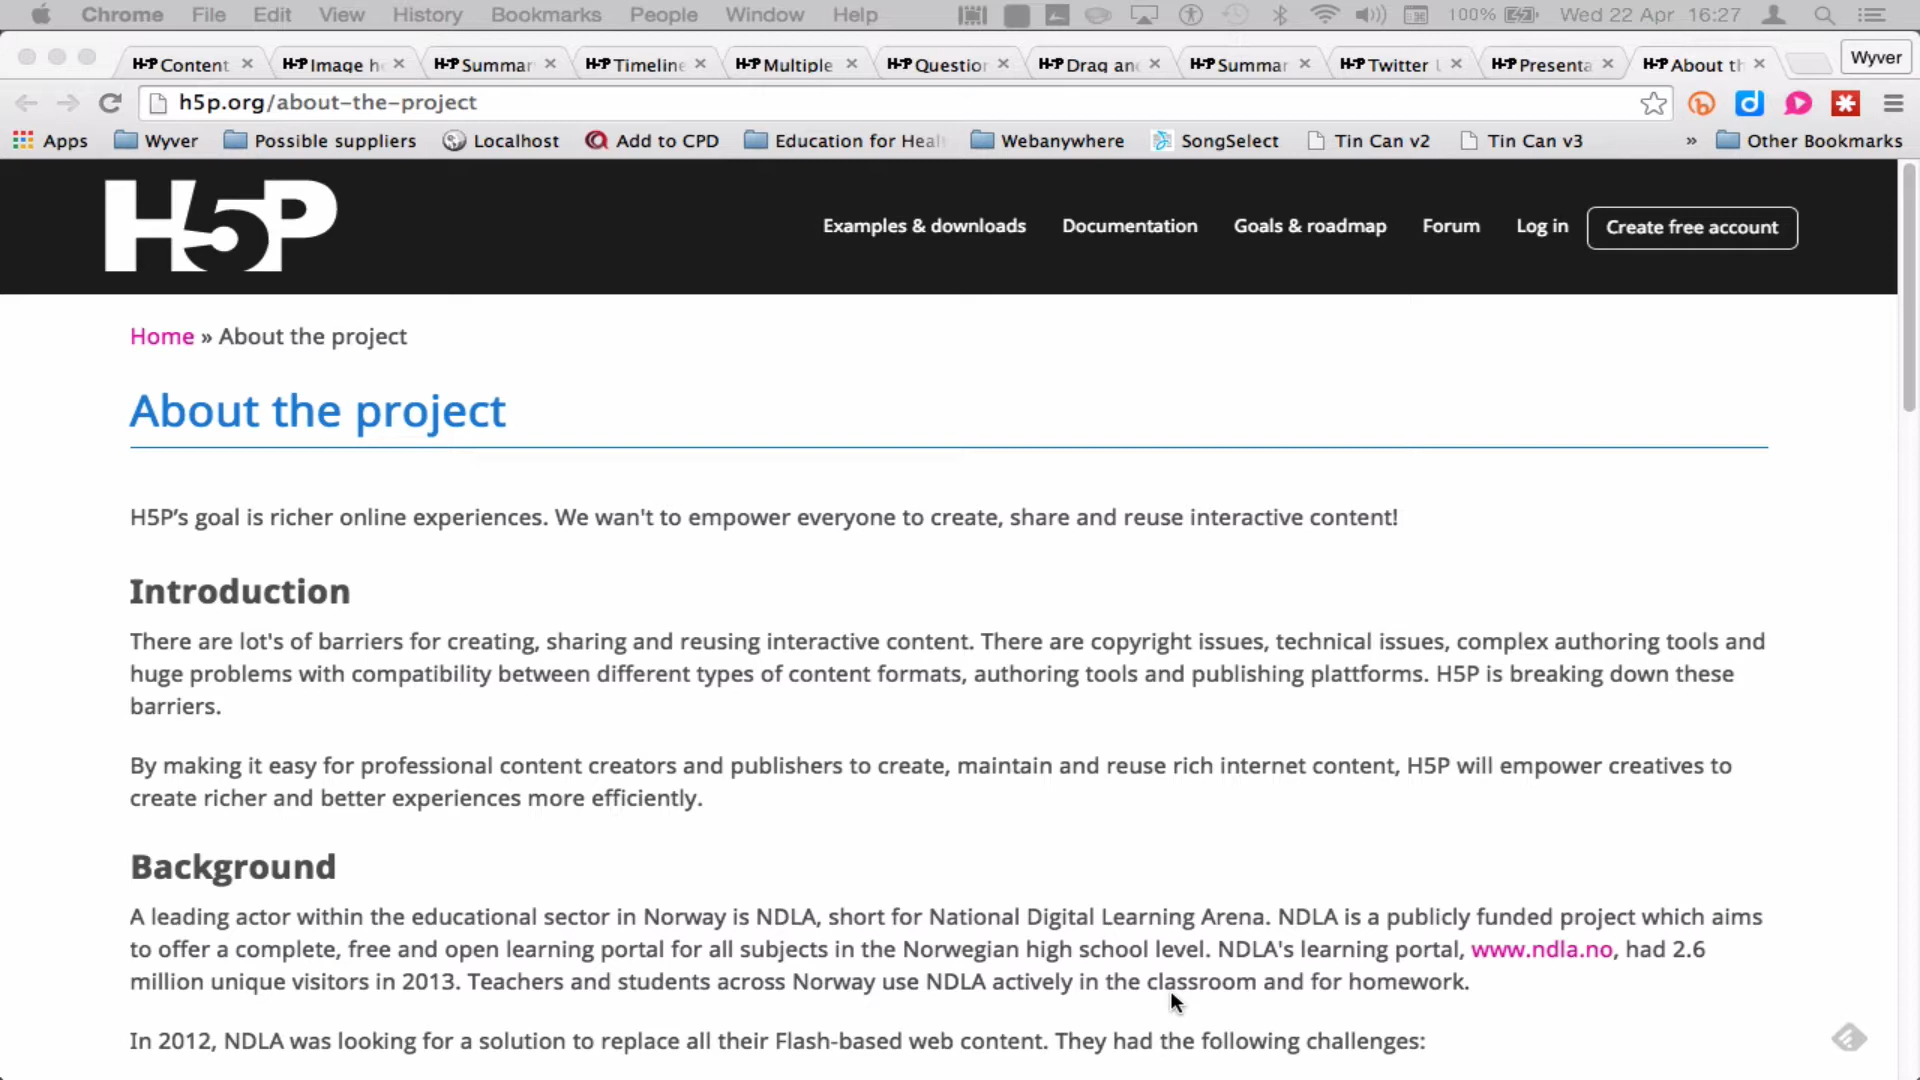 Chrome File Edit View History Bookmarks People Window Help 100% Wed 22 Apr 16:27
H5P Content H5P Image h H5P Summar H5P Timeline H5P Multiple H5P Question H5P Drag and H5P Summar H5P Twitter H5P Presenta H5P About th Wyver
h5p.org/about-the-project
Apps Wyver Possible suppliers Localhost Add to CPD Education for Heal Webanywhere SongSelect Tin Can v2 Tin Can v3 » Other Bookmarks
H5P Examples & downloads Documentation Goals & roadmap Forum Log in Create free account
Home » About the project
About the project
H5P's goal is richer online experiences. We wan't to empower everyone to create, share and reuse interactive content!
Introduction
There are lot's of barriers for creating, sharing and reusing interactive content. There are copyright issues, technical issues, complex authoring tools and
huge problems with compatibility between different types of content formats, authoring tools and publishing plattforms. H5P is breaking down these
barriers.
By making it easy for professional content creators and publishers to create, maintain and reuse rich internet content, H5P will empower creatives to
create richer and better experiences more efficiently.
Background
A leading actor within the educational sector in Norway is NDLA, short for National Digital Learning Arena. NDLA is a publicly funded project which aims
to offer a complete, free and open learning portal for all subjects in the Norwegian high school level. NDLA's learning portal, www.ndla.no, had 2.6
million unique visitors in 2013. Teachers and students across Norway use NDLA actively in the classroom and for homework.
In 2012, NDLA was looking for a solution to replace all their Flash-based web content. They had the following challenges: